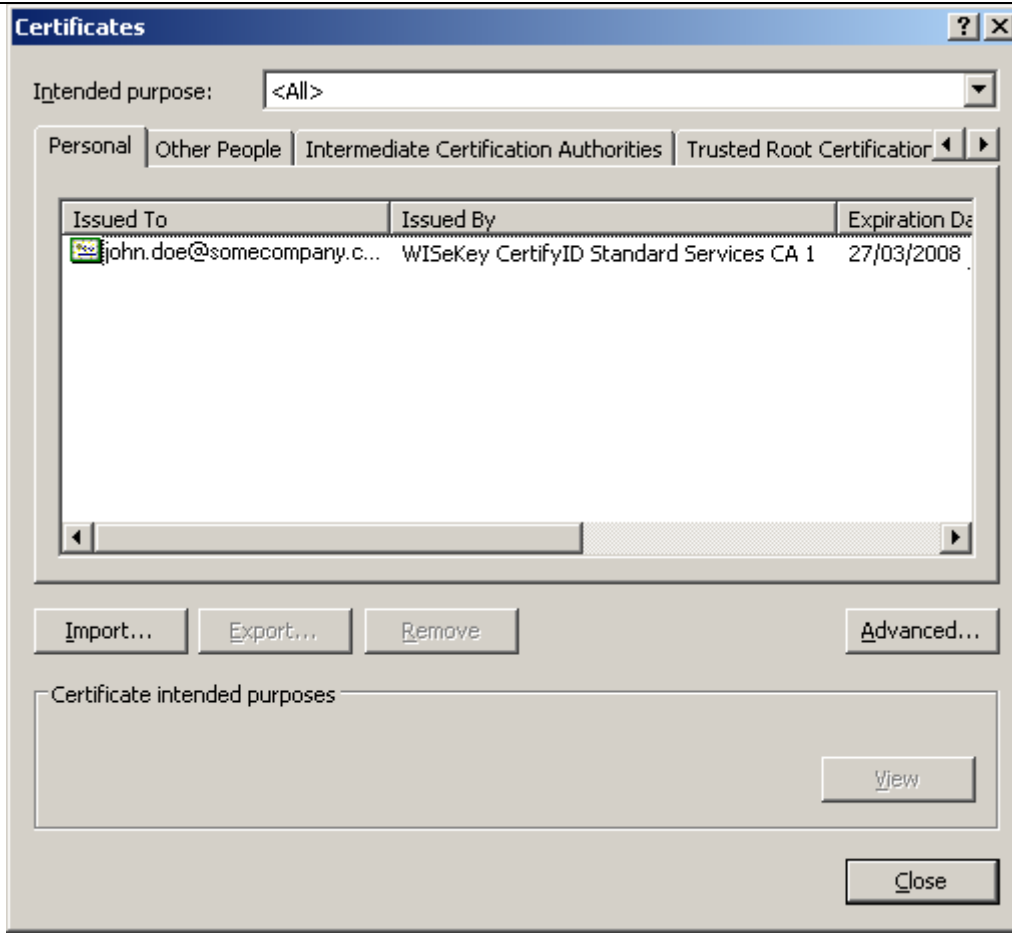 Certificates
Intended purpose: <All>
Personal Other People Intermediate Certification Authorities Trusted Root Certification
Issued To Issued By Expiration Da
john.doe@somecompany.c... WISeKey CertifyID Standard Services CA 1 27/03/2008
Import... Export... Remove Advanced...
Certificate intended purposes
View
Close